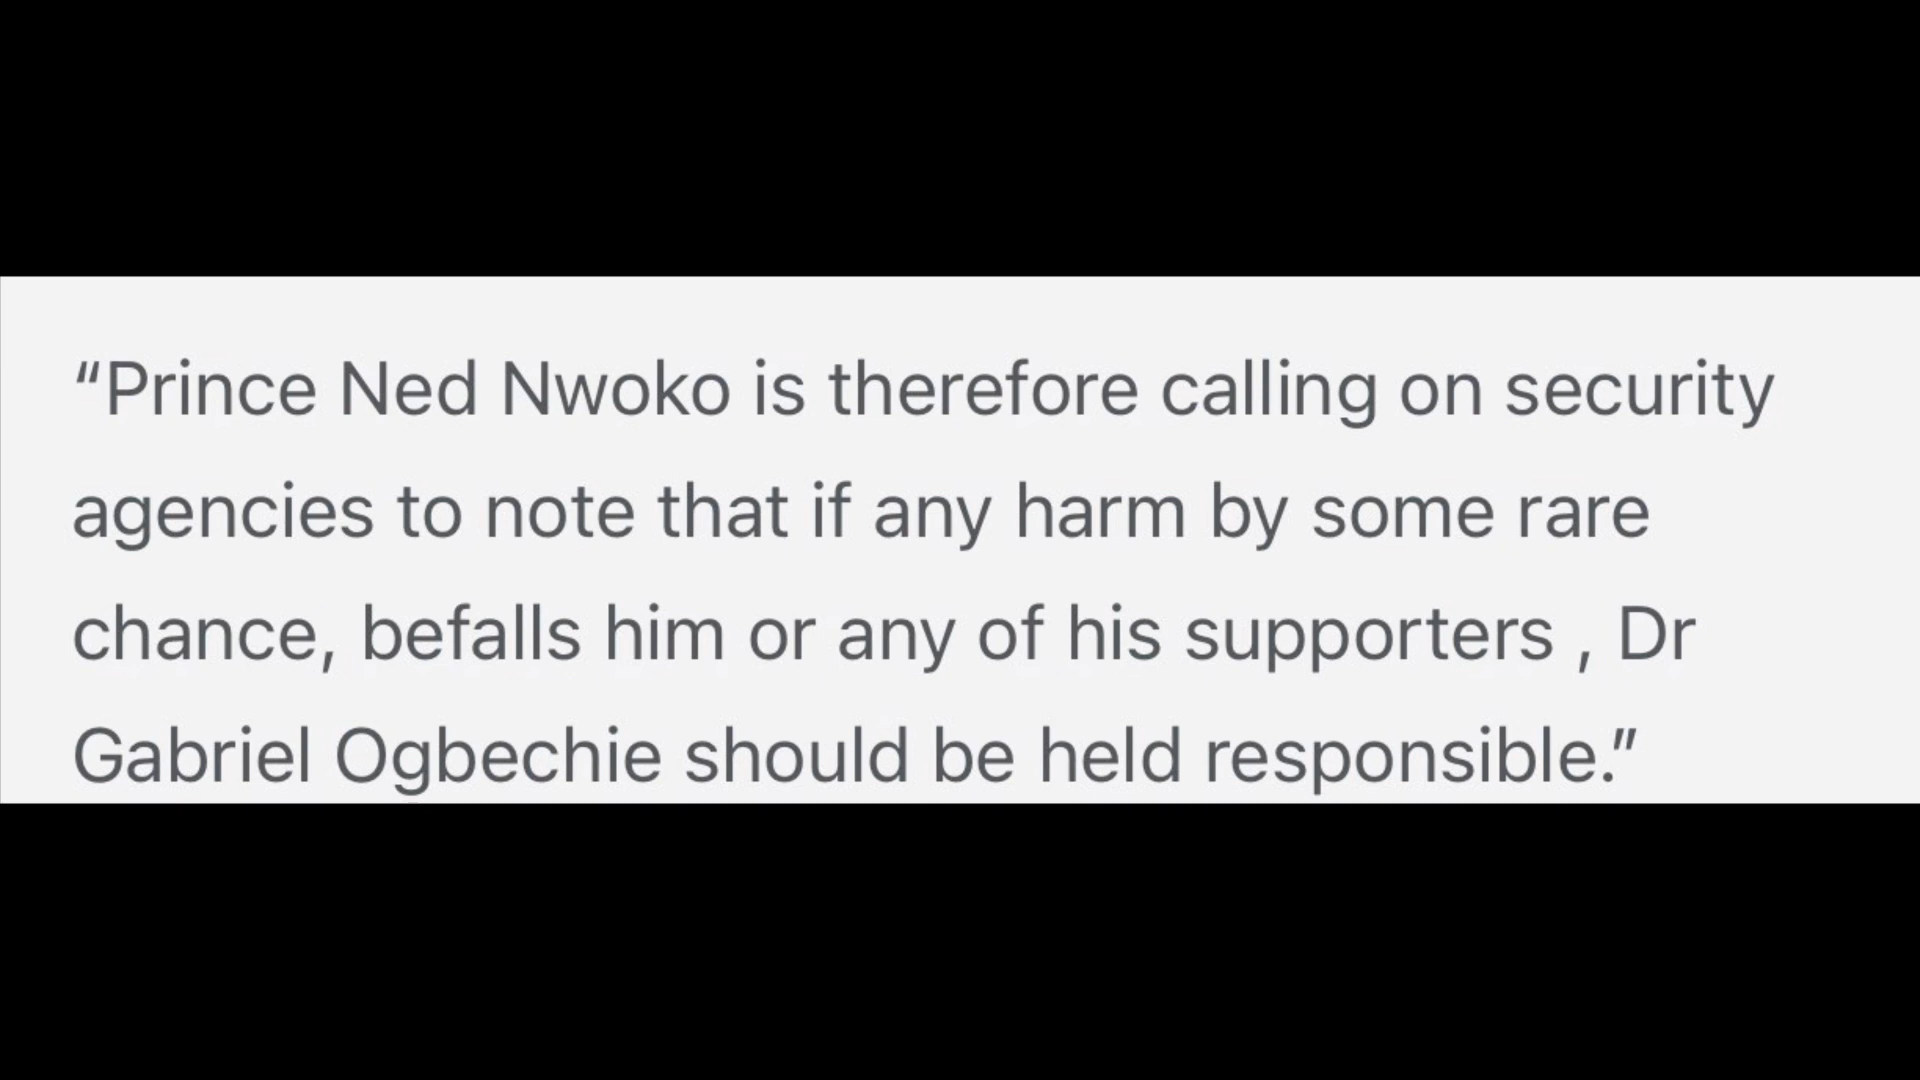 “Prince Ned Nwoko is therefore calling on security
agencies to note that if any harm by some rare
chance, befalls him or any of his supporters , Dr
Gabriel Ogbechie should be held responsible.”